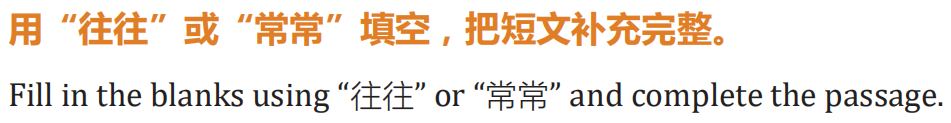 用“往往”或“常常”填空，把短文补充完整。
Fill in the blanks using “往往” or “常常” and complete the passage.